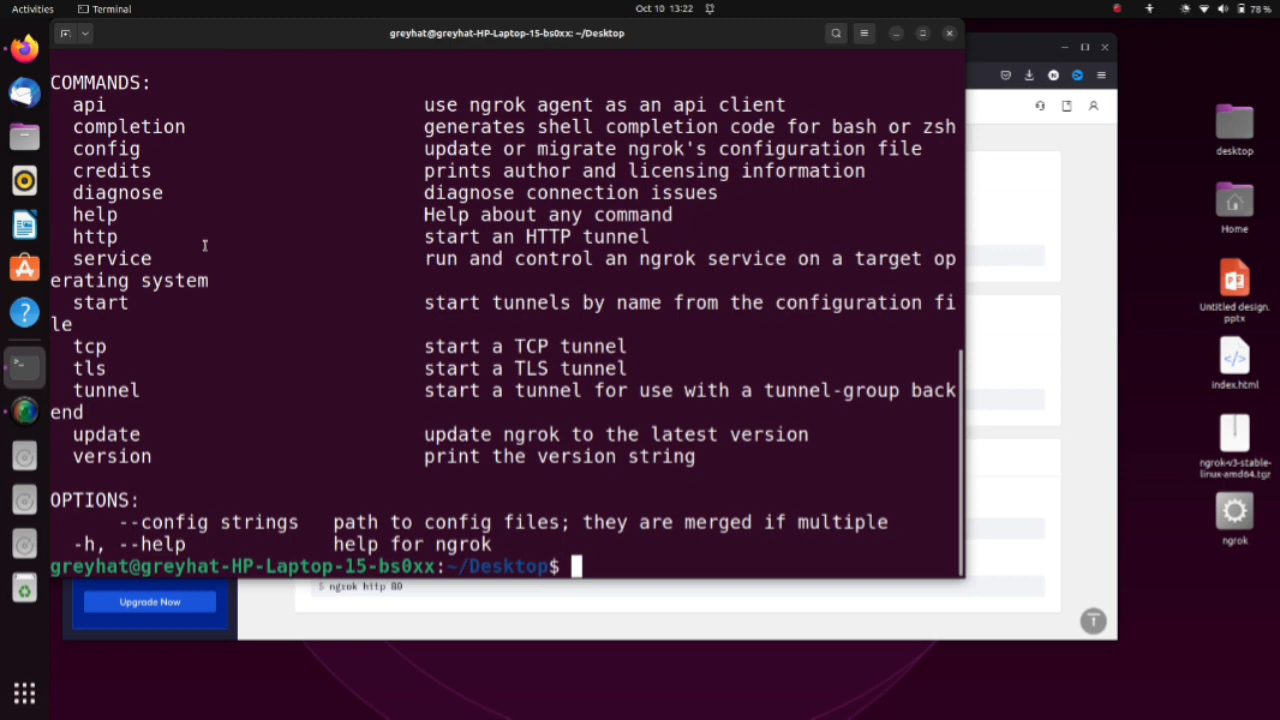 Activities
Terminal
Oct 10 13:22
78 %
greyhat@greyhat-HP-Laptop-15-bs0xx: ~/Desktop
COMMANDS:
api use ngrok agent as an api client
completion generates shell completion code for bash or zsh
config update or migrate ngrok's configuration file
credits prints author and licensing information
diagnose diagnose connection issues
help Help about any command
http start an HTTP tunnel
service run and control an ngrok service on a target op
erating system
start start tunnels by name from the configuration fi
le
tcp start a TCP tunnel
tls start a TLS tunnel
tunnel start a tunnel for use with a tunnel-group back
end
update update ngrok to the latest version
version print the version string
OPTIONS:
--config strings path to config files; they are merged if multiple
-h, --help help for ngrok
greyhat@greyhat-HP-Laptop-15-bs0xx:~/Desktop$
$ ngrok http 80
Upgrade Now
desktop
Home
Untitled design.
pptx
index.html
ngrok-v3-stable-
linux-amd64.tgz
ngrok